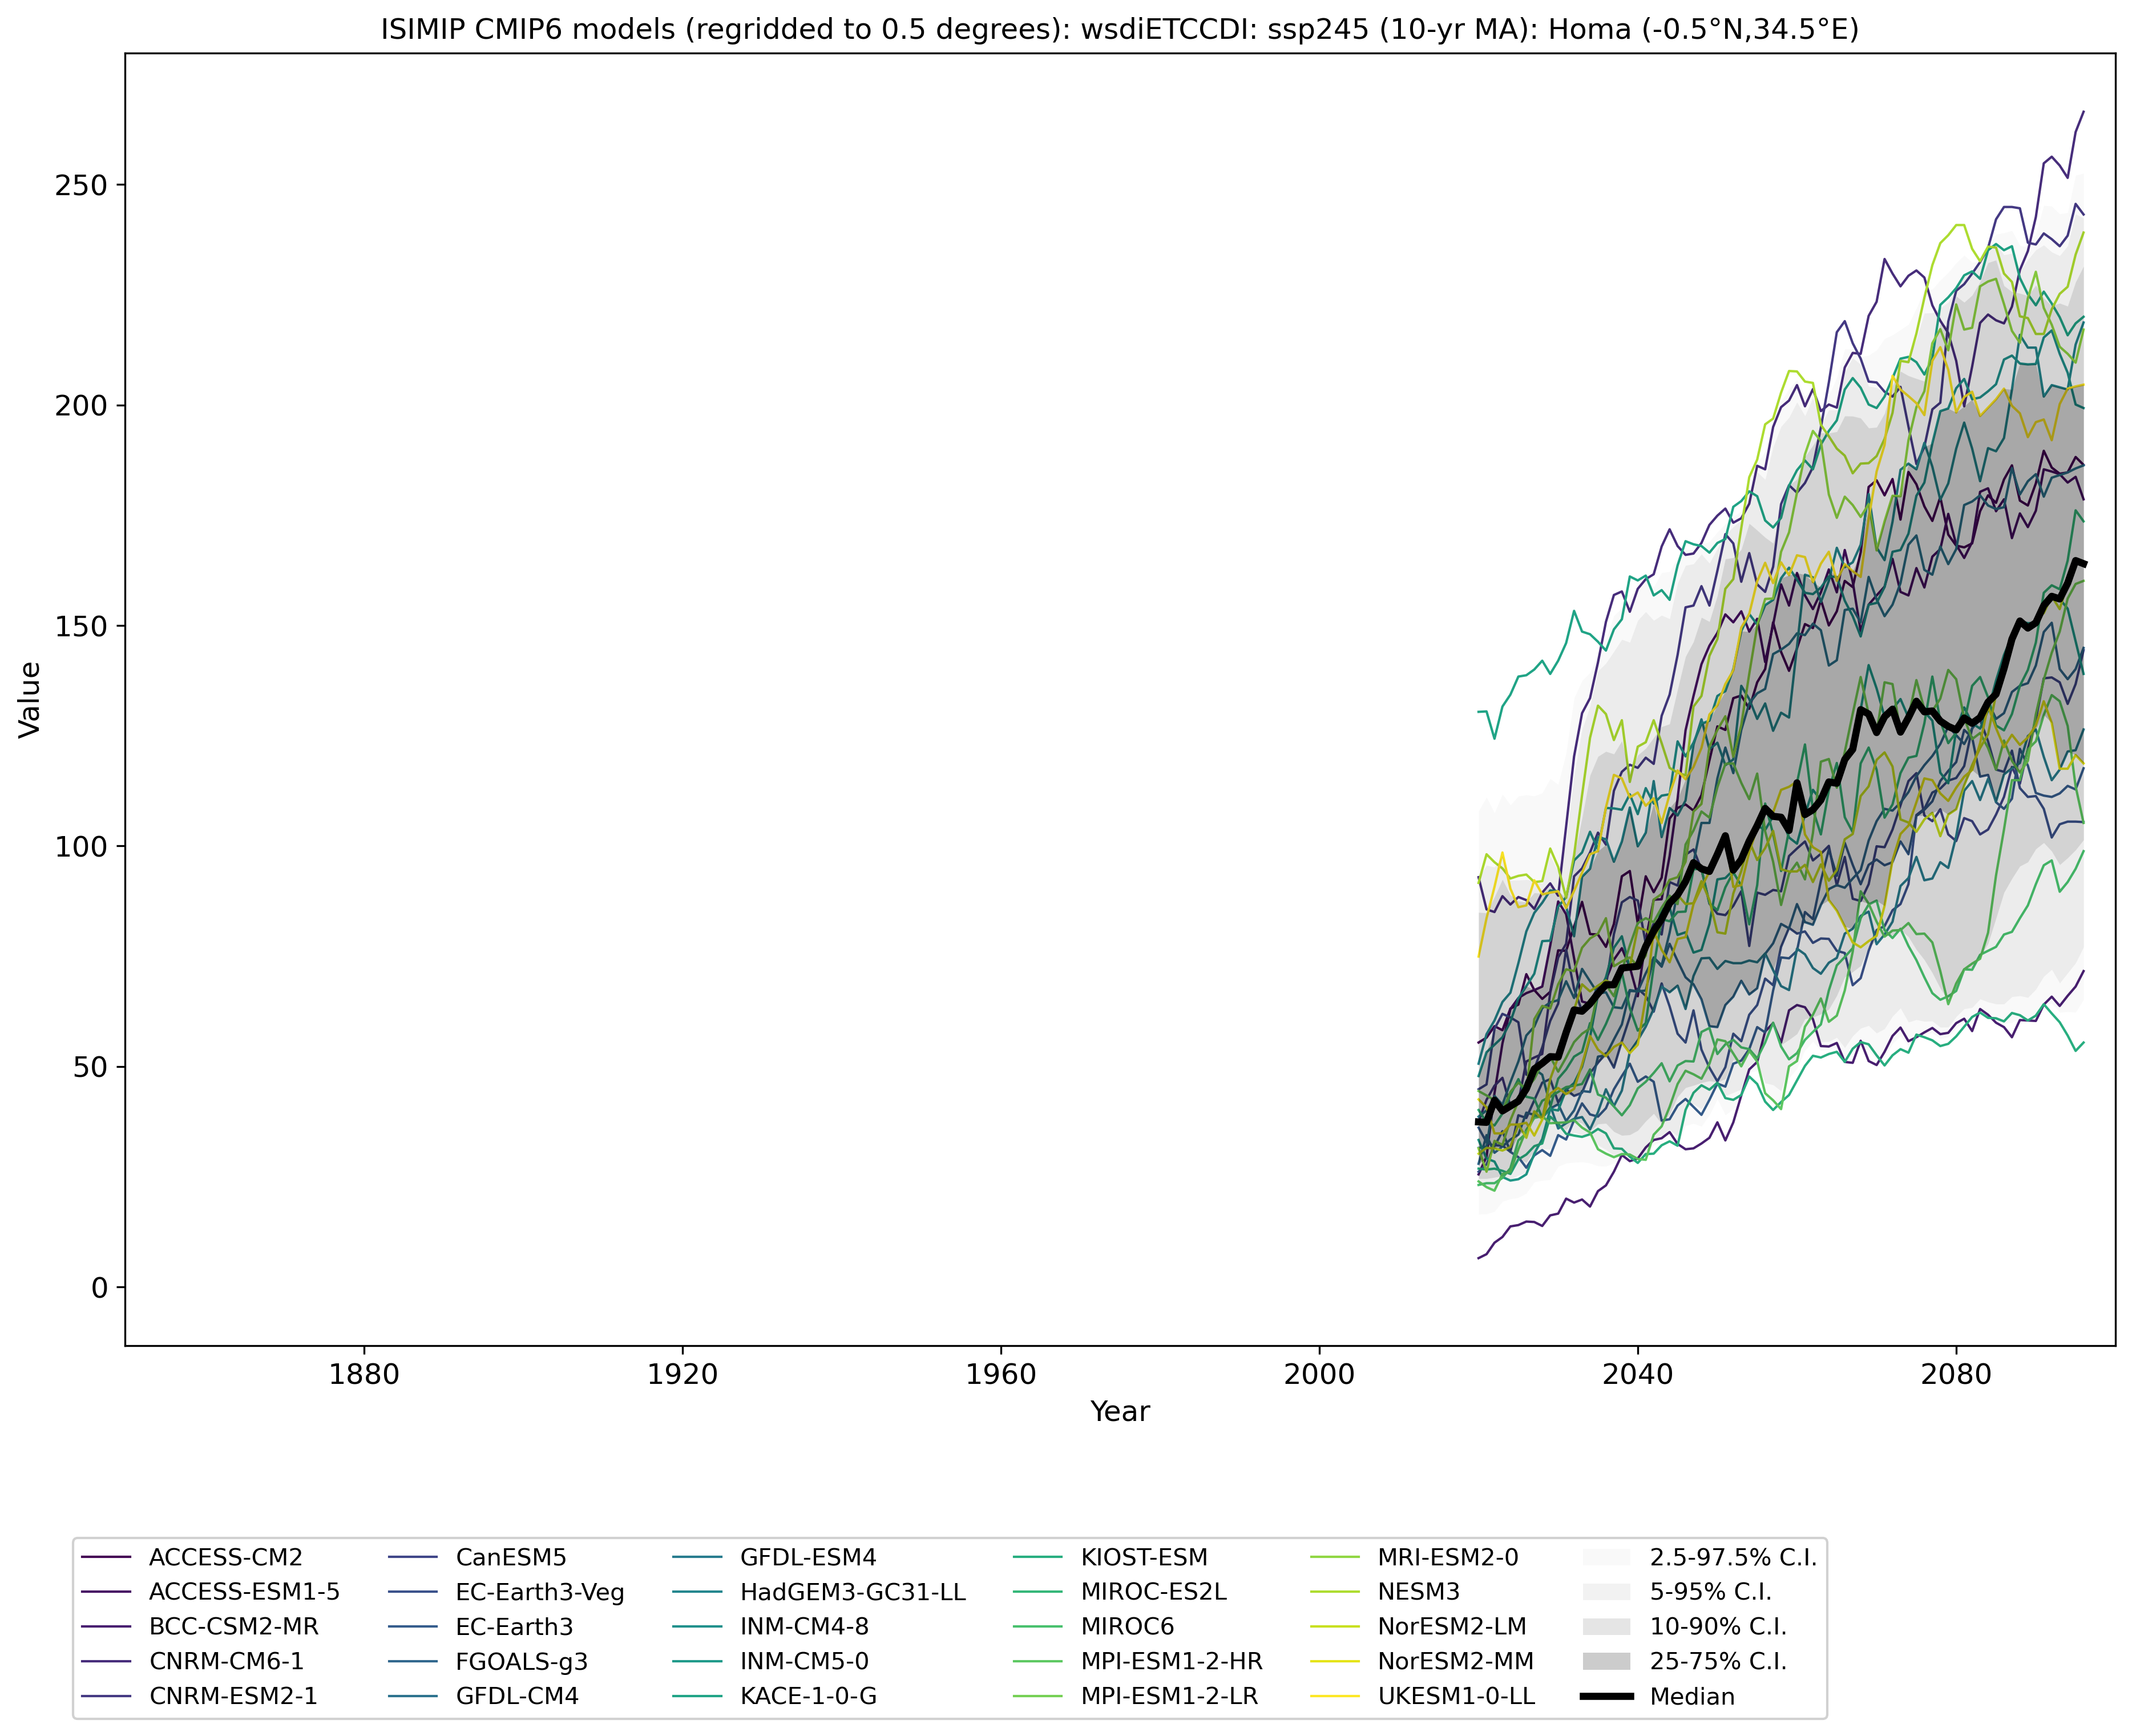 ISIMIP CMIP6 models (regridded to 0.5 degrees): wsdiETCCDI: ssp245 (10-yr MA): Homa (-0.5°N,34.5°E)
250
200
150
100
50
0
Value
1880 1920 1960 2000 2040 2080
Year
ACCESS-CM2 CanESM5 GFDL-ESM4 KIOST-ESM MRI-ESM2-0 2.5-97.5% C.I.
ACCESS-ESM1-5 EC-Earth3-Veg HadGEM3-GC31-LL MIROC-ES2L NESM3 5-95% C.I.
BCC-CSM2-MR EC-Earth3 INM-CM4-8 MIROC6 NorESM2-LM 10-90% C.I.
CNRM-CM6-1 FGOALS-g3 INM-CM5-0 MPI-ESM1-2-HR NorESM2-MM 25-75% C.I.
CNRM-ESM2-1 GFDL-CM4 KACE-1-0-G MPI-ESM1-2-LR UKESM1-0-LL Median